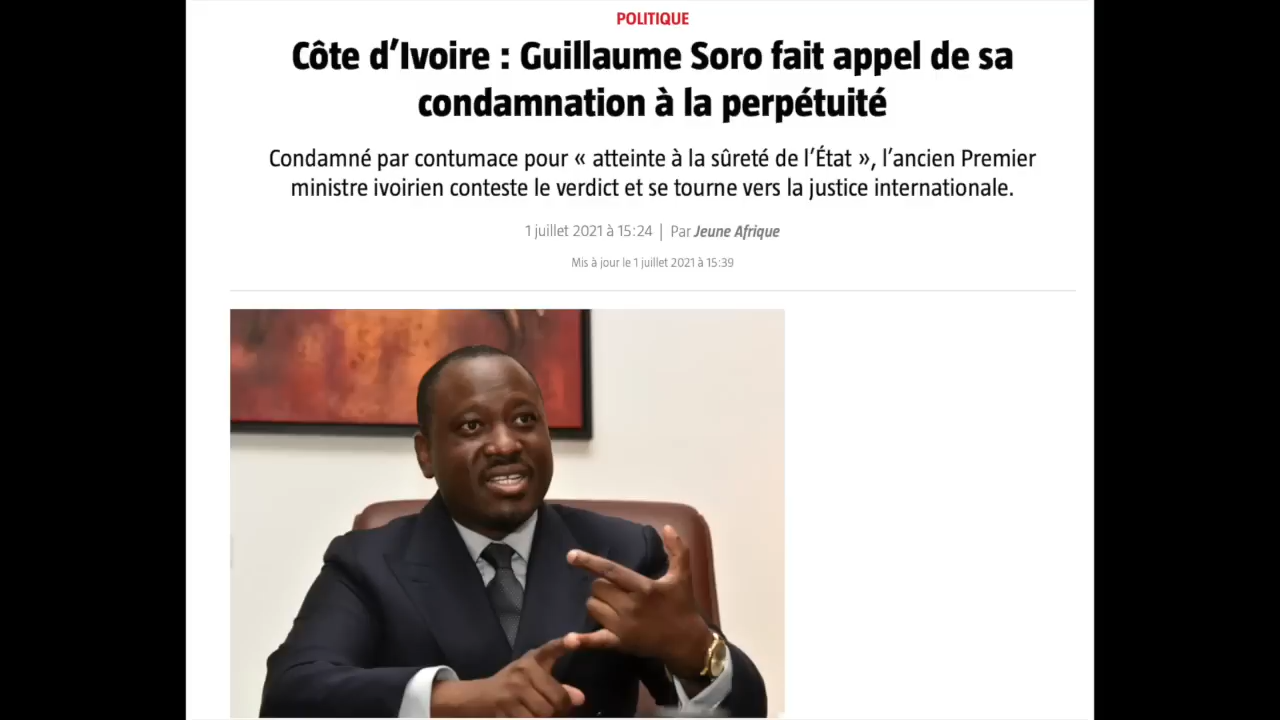 POLITIQUE
Côte d’Ivoire : Guillaume Soro fait appel de sa
condamnation à la perpétuité
Condamné par contumace pour « atteinte à la sûreté de l’État », l’ancien Premier
ministre ivoirien conteste le verdict et se tourne vers la justice internationale.
1 juillet 2021 à 15:24 | Par Jeune Afrique
Mis à jour le 1 juillet 2021 à 15:39